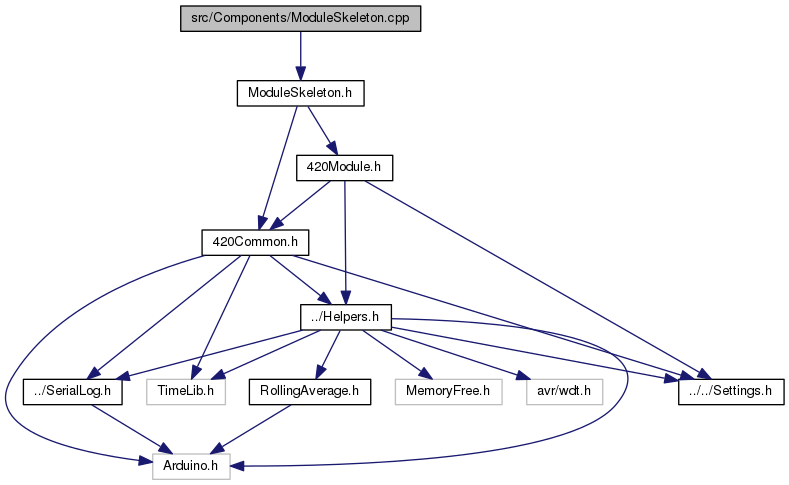 src/Components/ModuleSkeleton.cpp
ModuleSkeleton.h
420Module.h
420Common.h
../Helpers.h
../SerialLog.h
TimeLib.h
RollingAverage.h
MemoryFree.h
avr/wdt.h
../../Settings.h
Arduino.h